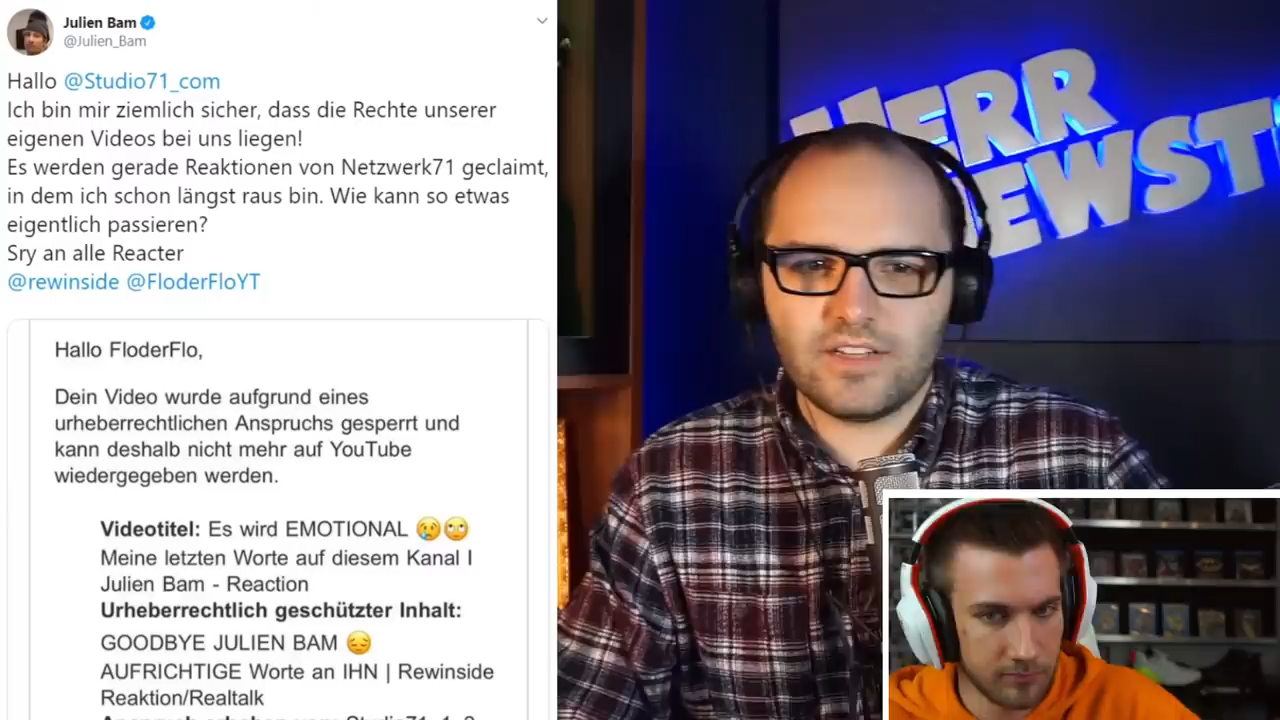 Julien Bam
@Julien_Bam
Hallo @Studio71_com
Ich bin mir ziemlich sicher, dass die Rechte unserer
eigenen Videos bei uns liegen!
Es werden gerade Reaktionen von Netzwerk71 geclaimt,
in dem ich schon längst raus bin. Wie kann so etwas
eigentlich passieren?
Sry an alle Reacter
@rewinside @FloderFloYT
Hallo FloderFlo,
Dein Video wurde aufgrund eines
urheberrechtlichen Anspruchs gesperrt und
kann deshalb nicht mehr auf YouTube
wiedergegeben werden.
Videotitel: Es wird EMOTIONAL 😢🙄
Meine letzten Worte auf diesem Kanal I
Julien Bam - Reaction
Urheberrechtlich geschützter Inhalt:
GOODBYE JULIEN BAM 😔
AUFRICHTIGE Worte an IHN | Rewinside
Reaktion/Realtalk
HERR
NEWST